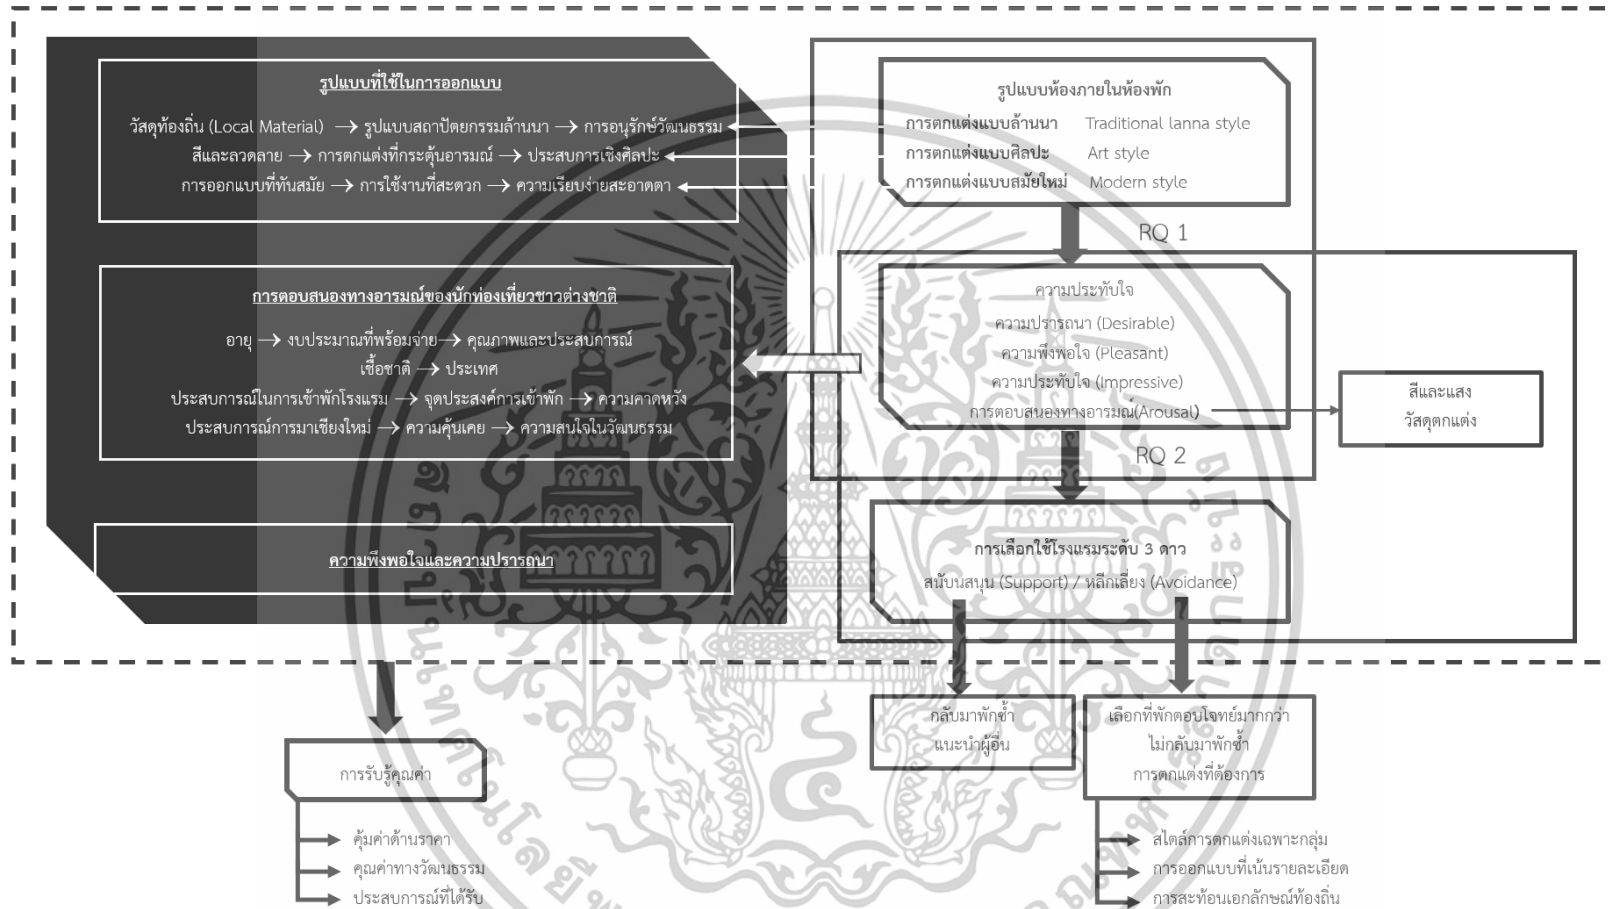 รูปแบบที่ใช้ในการออกแบบ
วัสดุท้องถิ่น (Local Material) → รูปแบบสถาปัตยกรรมล้านนา → การอนุรักษ์วัฒนธรรม
สีและลวดลาย → การตกแต่งที่กระตุ้นอารมณ์ → ประสบการเชิงศิลปะ
การออกแบบที่ทันสมัย → การใช้งานที่สะดวก → ความเรียบง่ายสะอาดตา
การตอบสนองทางอารมณ์ของนักท่องเที่ยวชาวต่างชาติ
อายุ → งบประมาณที่พร้อมจ่าย → คุณภาพและประสบการณ์
เชื้อชาติ → ประเทศ
ประสบการณ์ในการเข้าพักโรงแรม → จุดประสงค์การเข้าพัก → ความคาดหวัง
ประสบการณ์การมาเชียงใหม่ → ความคุ้นเคย → ความสนใจในวัฒนธรรม
ความพึงพอใจและความปรารถนา
รูปแบบห้องภายในห้องพัก
การตกแต่งแบบล้านนา Traditional lanna style
การตกแต่งแบบศิลปะ Art style
การตกแต่งแบบสมัยใหม่ Modern style
RQ 1
ความประทับใจ
ความปรารถนา (Desirable)
ความพึงพอใจ (Pleasant)
ความประทับใจ (Impressive)
การตอบสนองทางอารมณ์(Arousal)
สีและแสง
วัสดุตกแต่ง
RQ 2
การเลือกใช้โรงแรมระดับ 3 ดาว
สนับนสนุน (Support) / หลีกเลี่ยง (Avoidance)
กลับมาพักซ้ำ
แนะนำผู้อื่น
เลือกที่พักตอบโจทย์มากกว่า
ไม่กลับมาพักซ้ำ
การตกแต่งที่ต้องการ
สไตล์การตกแต่งเฉพาะกลุ่ม
การออกแบบที่เน้นรายละเอียด
การสะท้อนเอกลักษณ์ท้องถิ่น
การรับรู้คุณค่า
คุ้มค่าด้านราคา
คุณค่าทางวัฒนธรรม
ประสบการณ์ที่ได้รับ